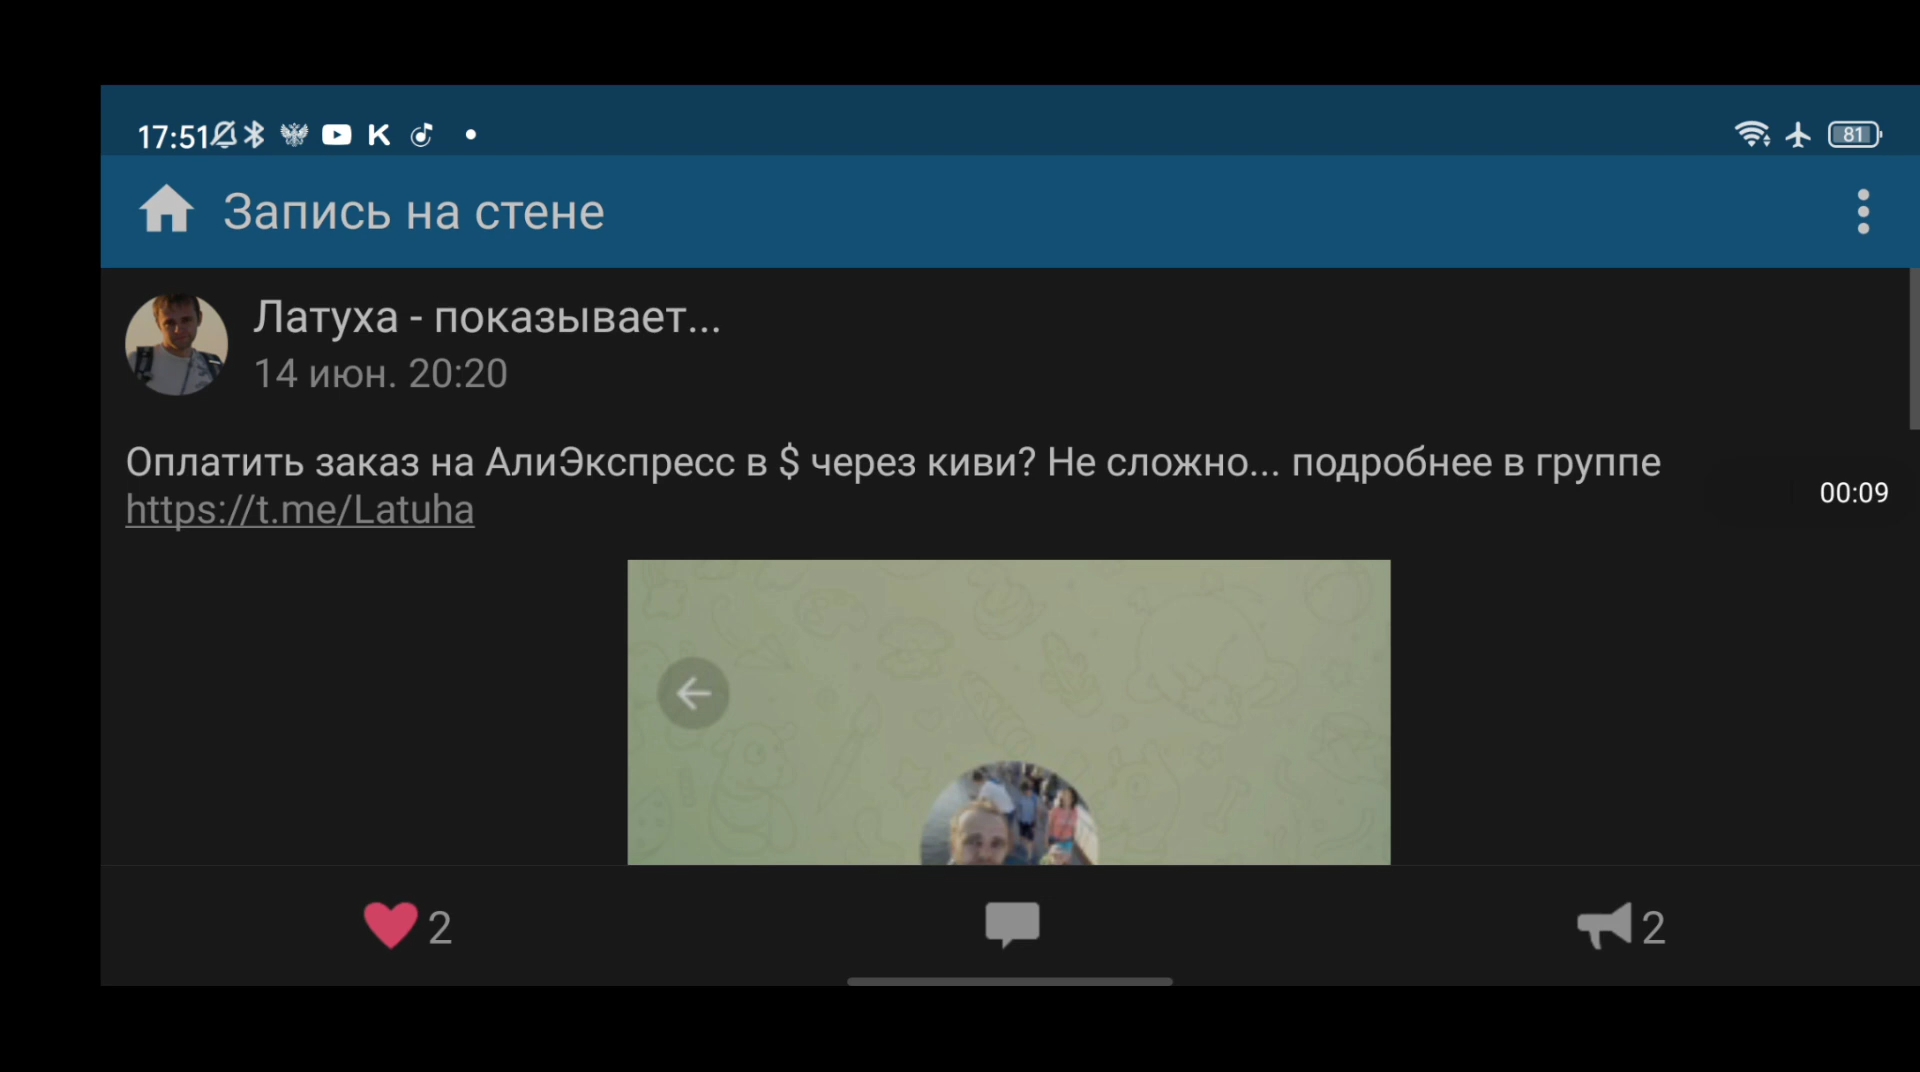 17:51
81
Запись на стене
Латуха - показывает...
14 июн. 20:20
Оплатить заказ на АлиЭкспресс в $ через киви? Не сложно... подробнее в группе
https://t.me/Latuha
00:09
2
2